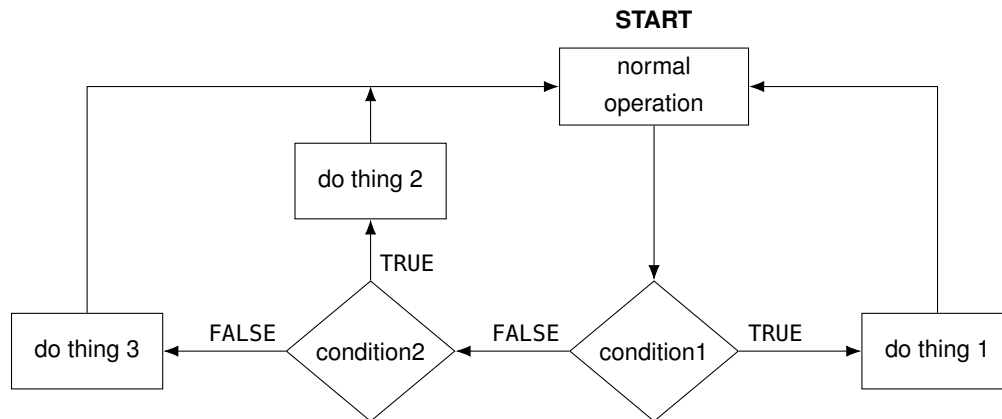 START
normal
operation
do thing 2
TRUE
FALSE
FALSE
TRUE
do thing 3
condition2
condition1
do thing 1